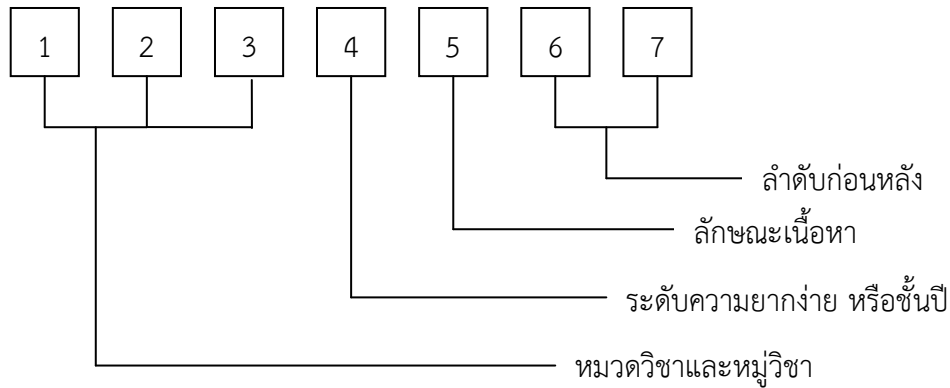 1 2 3 4 5 6 7
ลำดับก่อนหลัง
ลักษณะเนื้อหา
ระดับความยากง่าย หรือชั้นปี
หมวดวิชาและหมู่วิชา